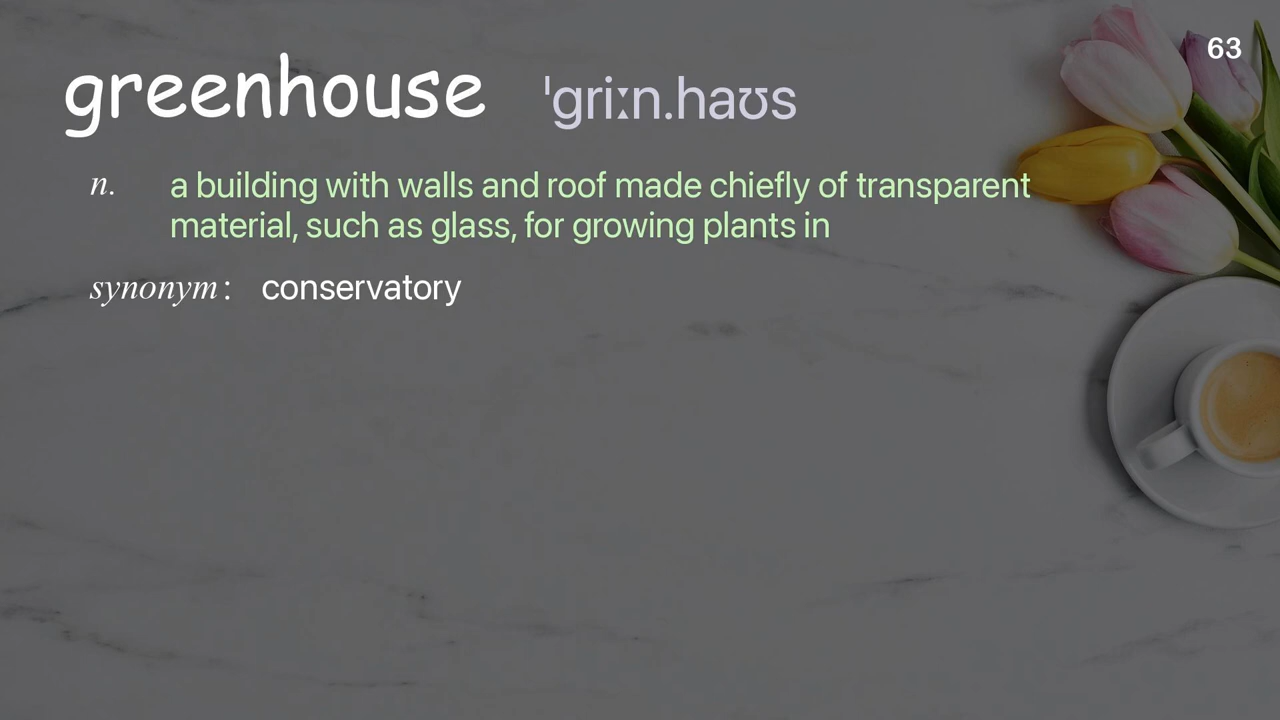 63
greenhouse ˈɡriːn.haʊs
n. a building with walls and roof made chiefly of transparent
material, such as glass, for growing plants in
synonym : conservatory